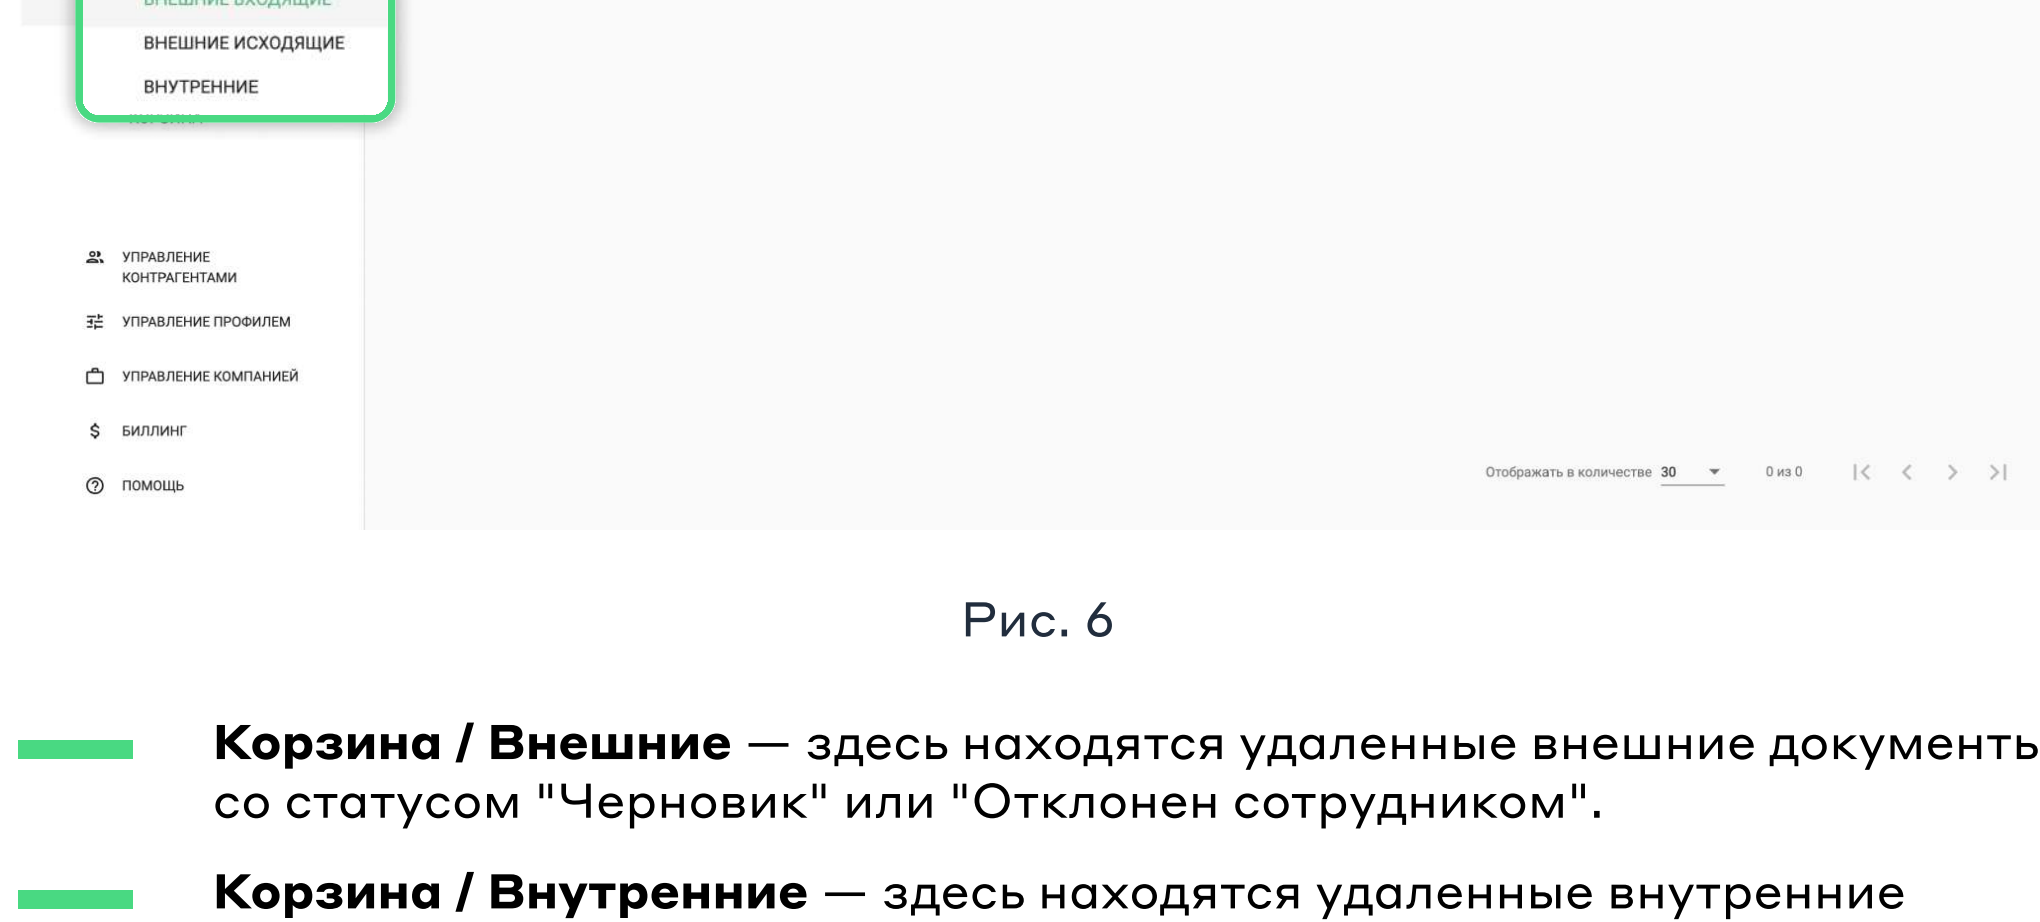 ВНЕШНИЕ ВХОДЯЩИЕ
ВНЕШНИЕ ИСХОДЯЩИЕ
ВНУТРЕННИЕ
УПРАВЛЕНИЕ
КОНТРАГЕНТАМИ
УПРАВЛЕНИЕ ПРОФИЛЕМ
УПРАВЛЕНИЕ КОМПАНИЕЙ
БИЛЛИНГ
ПОМОЩЬ
Отображать в количестве 30 0 из 0
Рис. 6
Корзина / Внешние — здесь находятся удаленные внешние документы
со статусом "Черновик" или "Отклонен сотрудником".
Корзина / Внутренние — здесь находятся удаленные внутренние